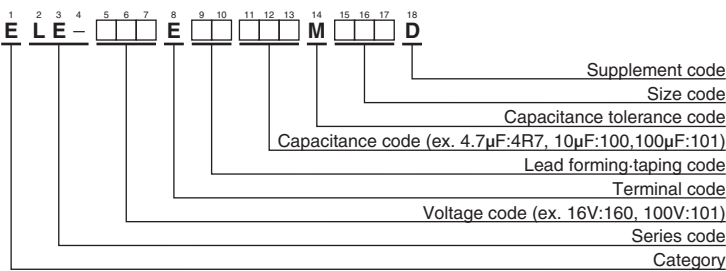 1 2 3 4 5 6 7 8 9 10 11 12 13 14 15 16 17 18
E L E – □□□ E □□ □□□ M □□□ D
Supplement code
Size code
Capacitance tolerance code
Capacitance code (ex. 4.7µF:4R7, 10µF:100,100µF:101)
Lead forming·taping code
Terminal code
Voltage code (ex. 16V:160, 100V:101)
Series code
Category